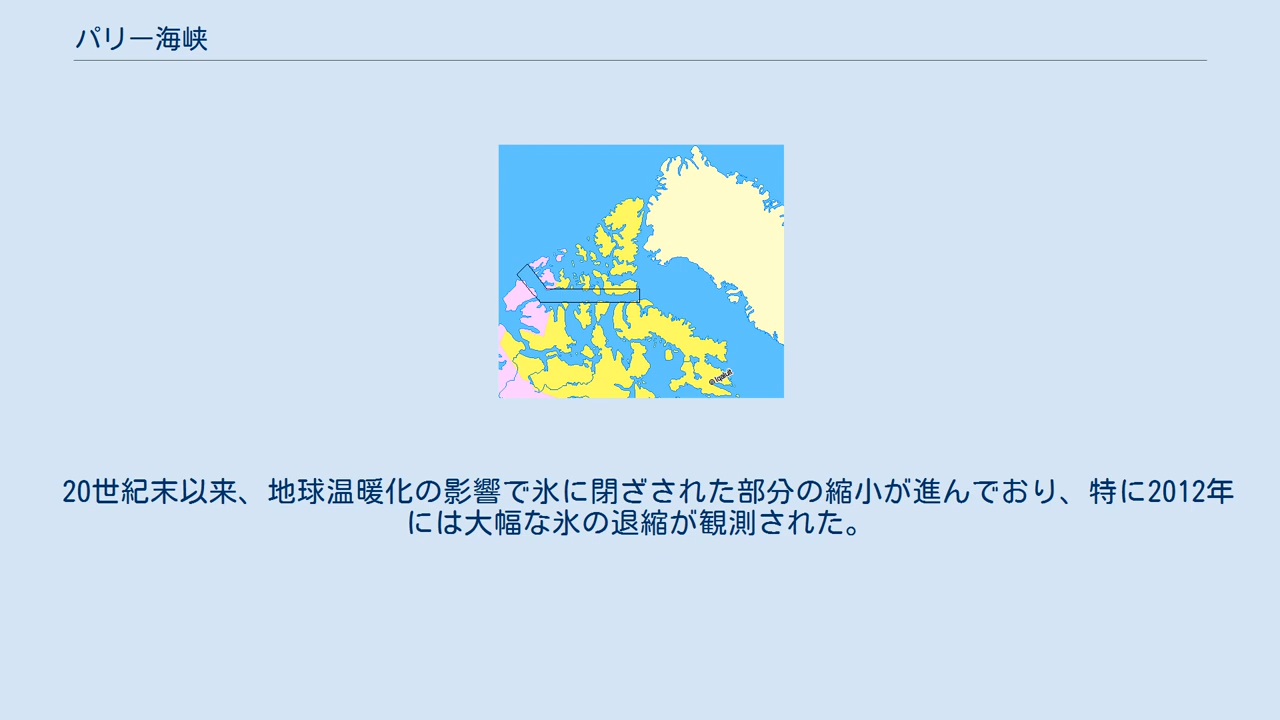 パリー海峡
Iqaluit
20世紀末以来、地球温暖化の影響で氷に閉ざされた部分の縮小が進んでおり、特に2012年
には大幅な氷の退縮が観測された。